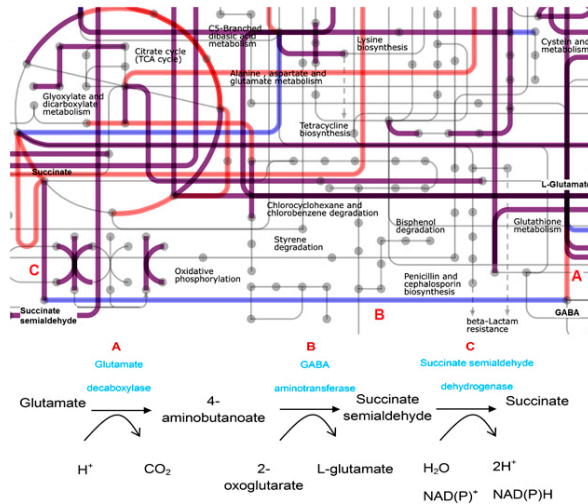 C5-Branched
dibasic acid
metabolism
Lysine
biosynthesis
Cystein and
metabolism
Citrate cycle
(TCA cycle)
Alanine , aspartate and
glutamate metabolism
Glyoxylate and
dicarboxylate
metabolism
Tetracycline
biosynthesis
Succinate
L-Glutamate
Chlorocyclohexane and
chlorobenzene degradation
Bisphenol
degradation
Glutathione
metabolism
Styrene
degradation
C
Oxidative
phosphorylation
Penicillin and
cephalosporin
biosynthesis
A
Succinate
semialdehyde
B
beta-Lactam
resistance
GABA
A
B
C
Glutamate
decaboxylase
GABA
aminotransferase
Succinate semialdehyde
dehydrogenase
Glutamate
4-
aminobutanoate
Succinate
semialdehyde
Succinate
H+
CO2
2-
oxoglutarate
L-glutamate
H2O
NAD(P)+
2H+
NAD(P)H